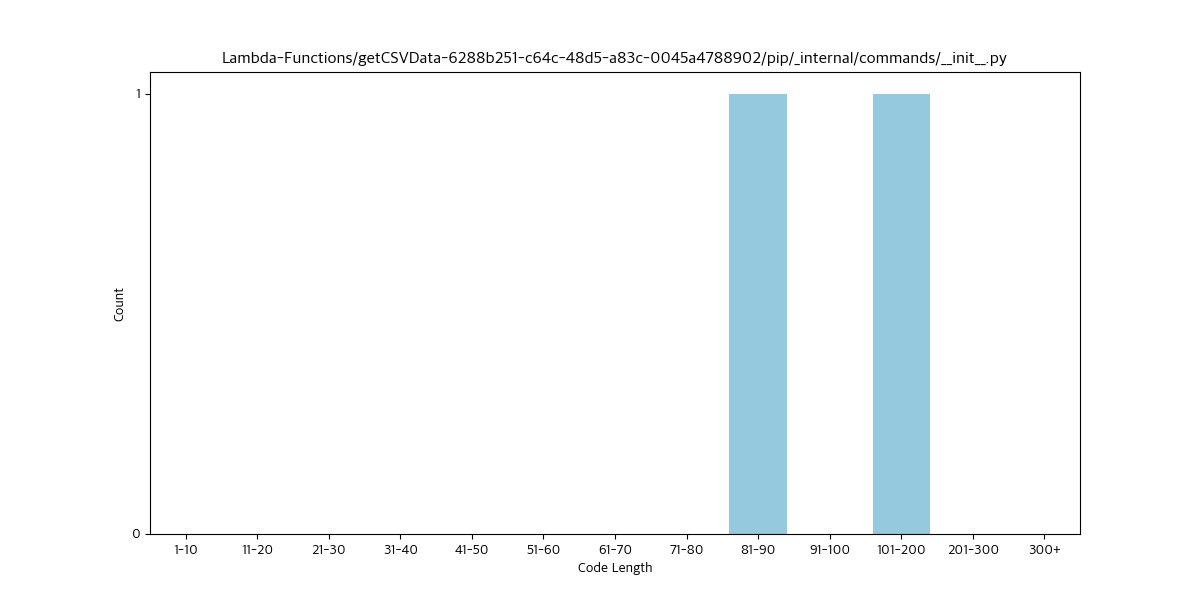 Lambda-Functions/getCSVData-6288b251-c64c-48d5-a83c-0045a4788902/pip/_internal/commands/__init__.py
1
Count
0
1-10 11-20 21-30 31-40 41-50 51-60 61-70 71-80 81-90 91-100 101-200 201-300 300+
Code Length